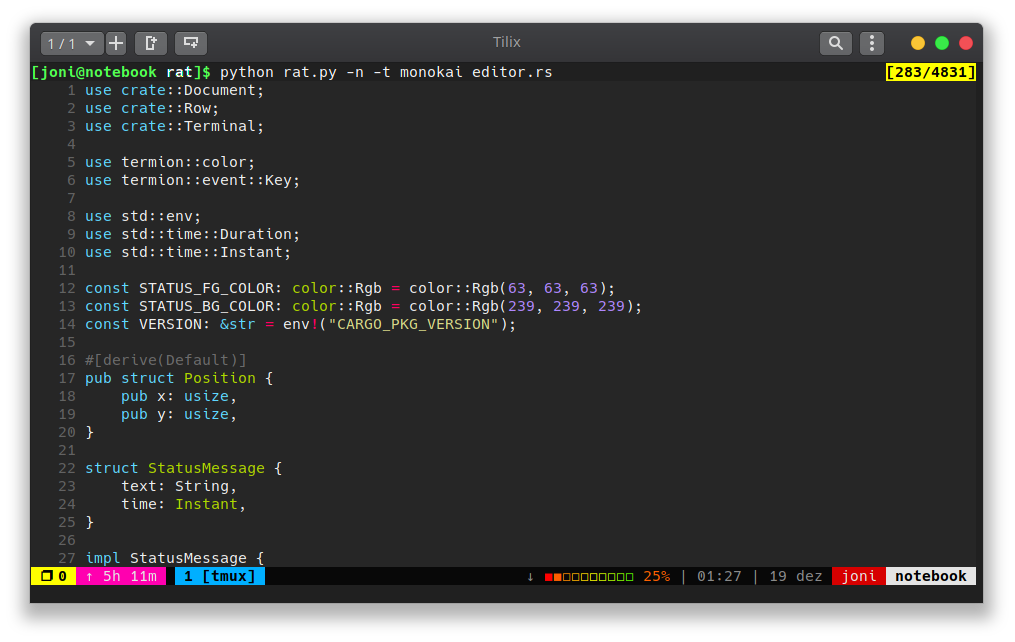 1 / 1
Tilix
[joni@notebook rat]$ python rat.py -n -t monokai editor.rs [283/4831]
1 use crate::Document;
2 use crate::Row;
3 use crate::Terminal;
4
5 use termion::color;
6 use termion::event::Key;
7
8 use std::env;
9 use std::time::Duration;
10 use std::time::Instant;
11
12 const STATUS_FG_COLOR: color::Rgb = color::Rgb(63, 63, 63);
13 const STATUS_BG_COLOR: color::Rgb = color::Rgb(239, 239, 239);
14 const VERSION: &str = env!("CARGO_PKG_VERSION");
15
16 #[derive(Default)]
17 pub struct Position {
18     pub x: usize,
19     pub y: usize,
20 }
21
22 struct StatusMessage {
23     text: String,
24     time: Instant,
25 }
26
27 impl StatusMessage {
0 ↑ 5h 11m 1 [tmux] ↓ 25% | 01:27 | 19 dez joni notebook